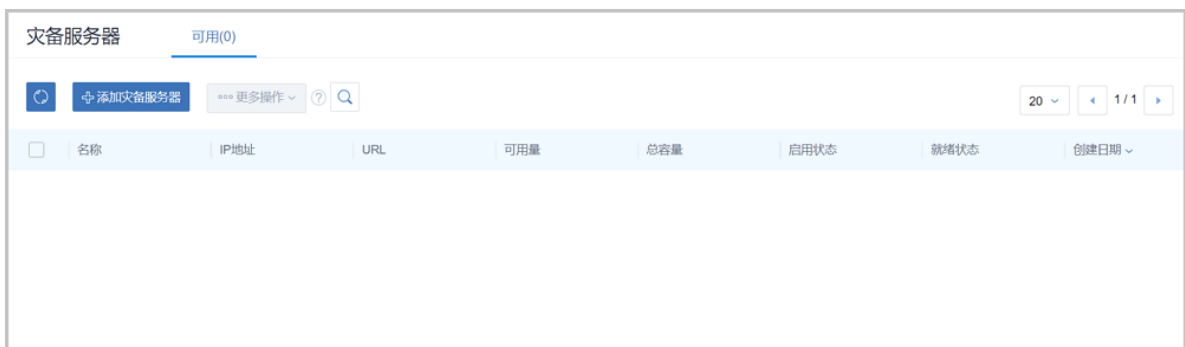 灾备服务器 可用(0)
添加灾备服务器 更多操作 ? 20 1 / 1
名称 IP地址 URL 可用量 总容量 启用状态 就绪状态 创建日期